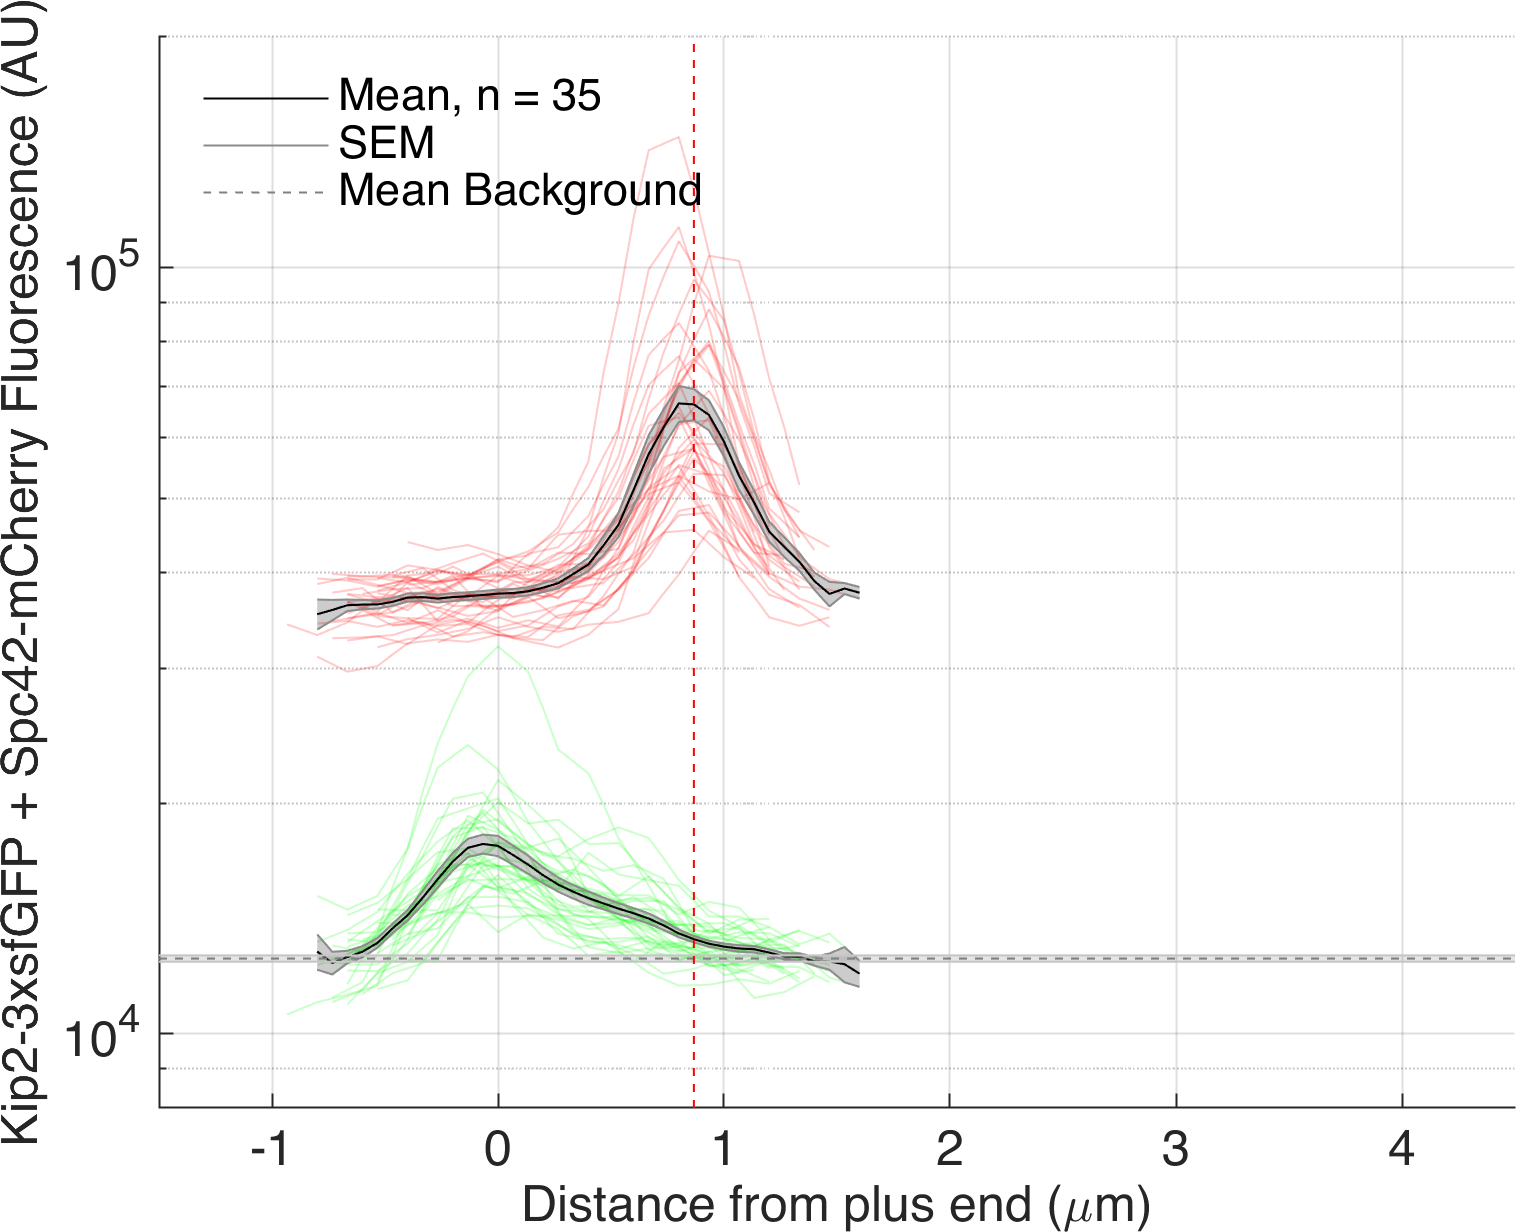 Kip2-3xsfGFP + Spc42-mCherry Fluorescence (AU)
Mean, n = 35
SEM
Mean Background
10^5
10^4
-1 0 1 2 3 4
Distance from plus end (μm)